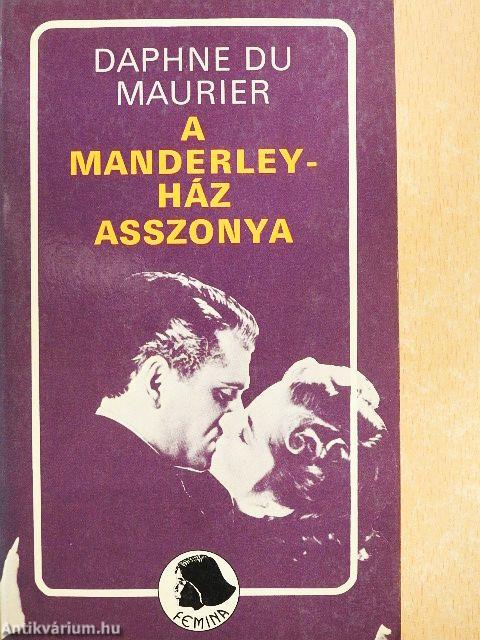 DAPHNE DU
MAURIER
A
MANDERLEY-
HÁZ
ASSZONYA
FEMINA
Antikvárium.hu